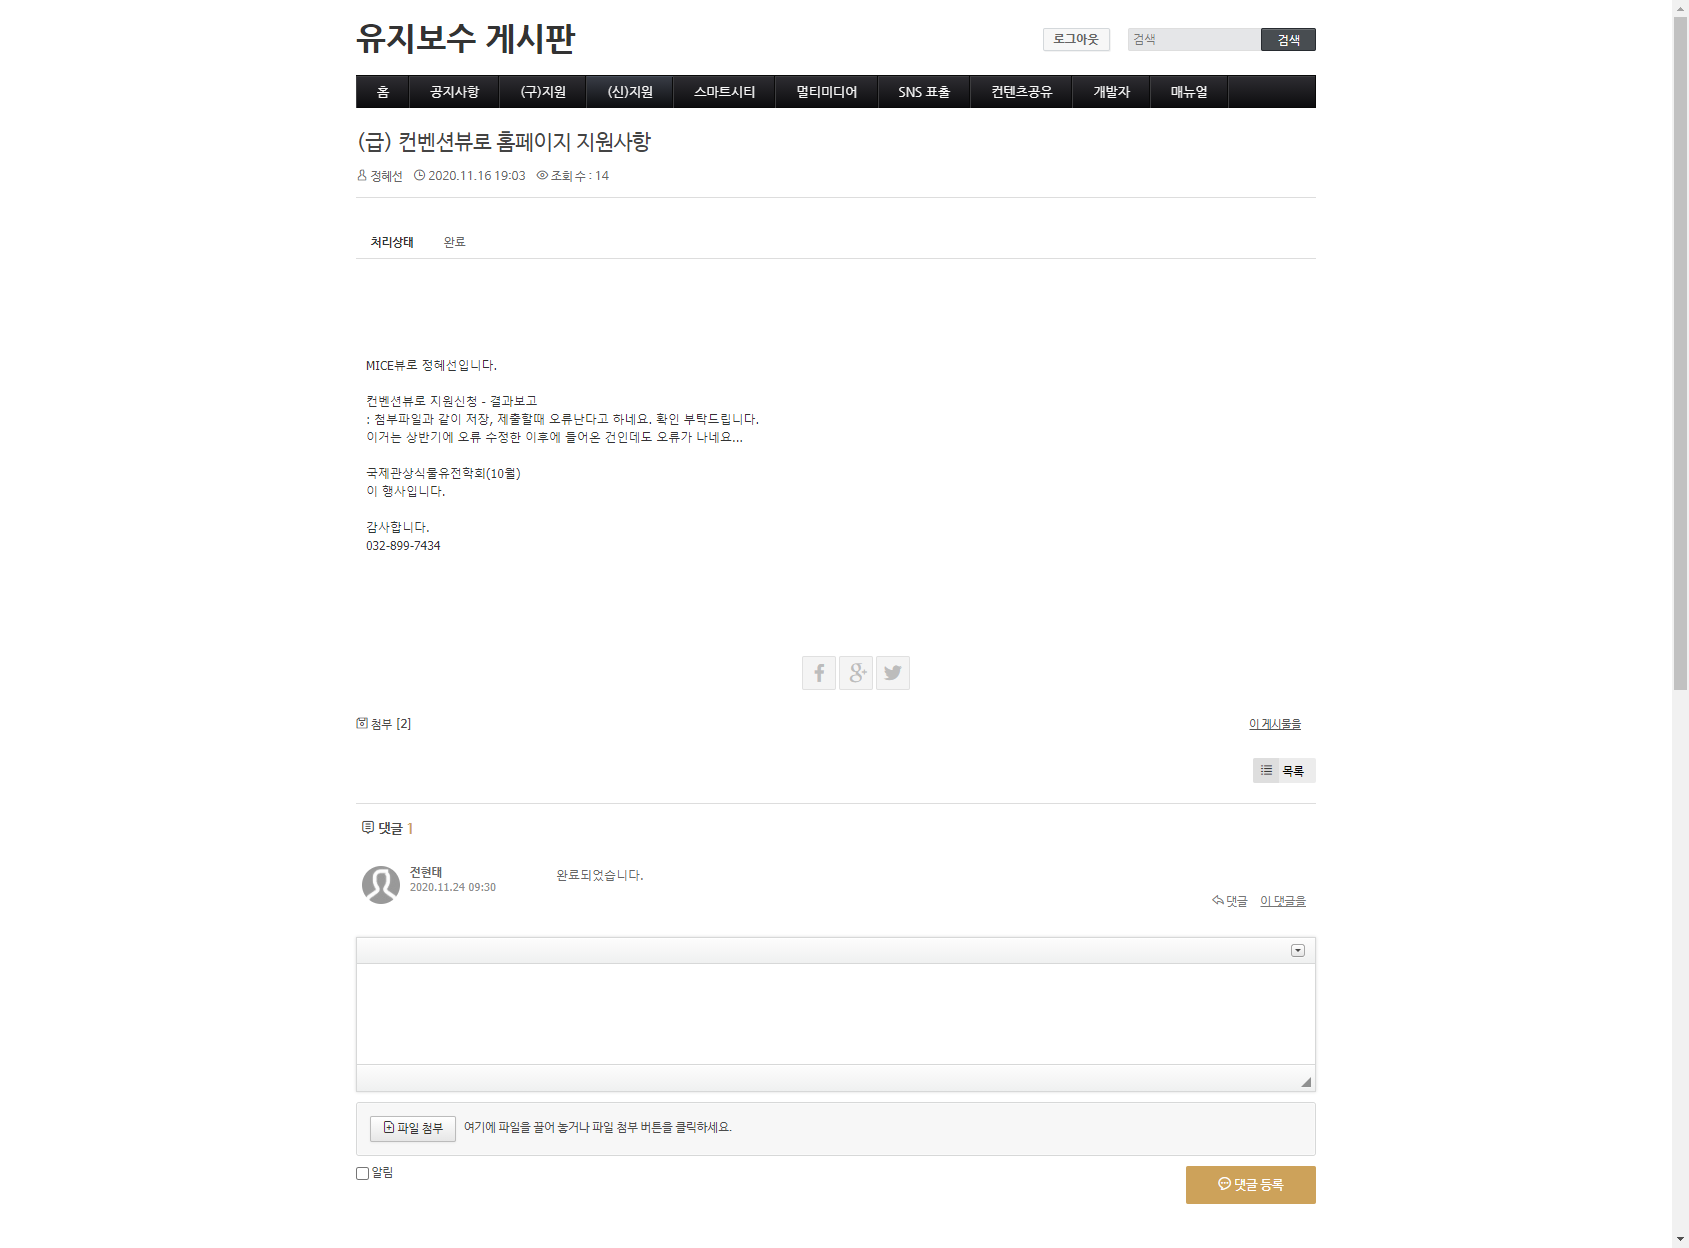 유지보수 게시판
로그아웃
검색
검색
홈 공지사항 (구)지원 (신)지원 스마트시티 멀티미디어 SNS 표출 컨텐츠공유 개발자 매뉴얼
(급) 컨벤션뷰로 홈페이지 지원사항
정혜선 2020.11.16 19:03 조회 수 : 14
처리상태 완료
MICE뷰로 정혜선입니다.
컨벤션뷰로 지원신청 - 결과보고
: 첨부파일과 같이 저장, 제출할때 오류난다고 하네요. 확인 부탁드립니다.
이거는 상반기에 오류 수정한 이후에 들어온 건인데도 오류가 나네요...
국제관상식물유전학회(10월)
이 행사입니다.
감사합니다.
032-899-7434
첨부 [2]
이 게시물을
목록
댓글 1
전현태
2020.11.24 09:30
완료되었습니다.
댓글 이 댓글을
파일 첨부 여기에 파일을 끌어 놓거나 파일 첨부 버튼을 클릭하세요.
알림
댓글 등록